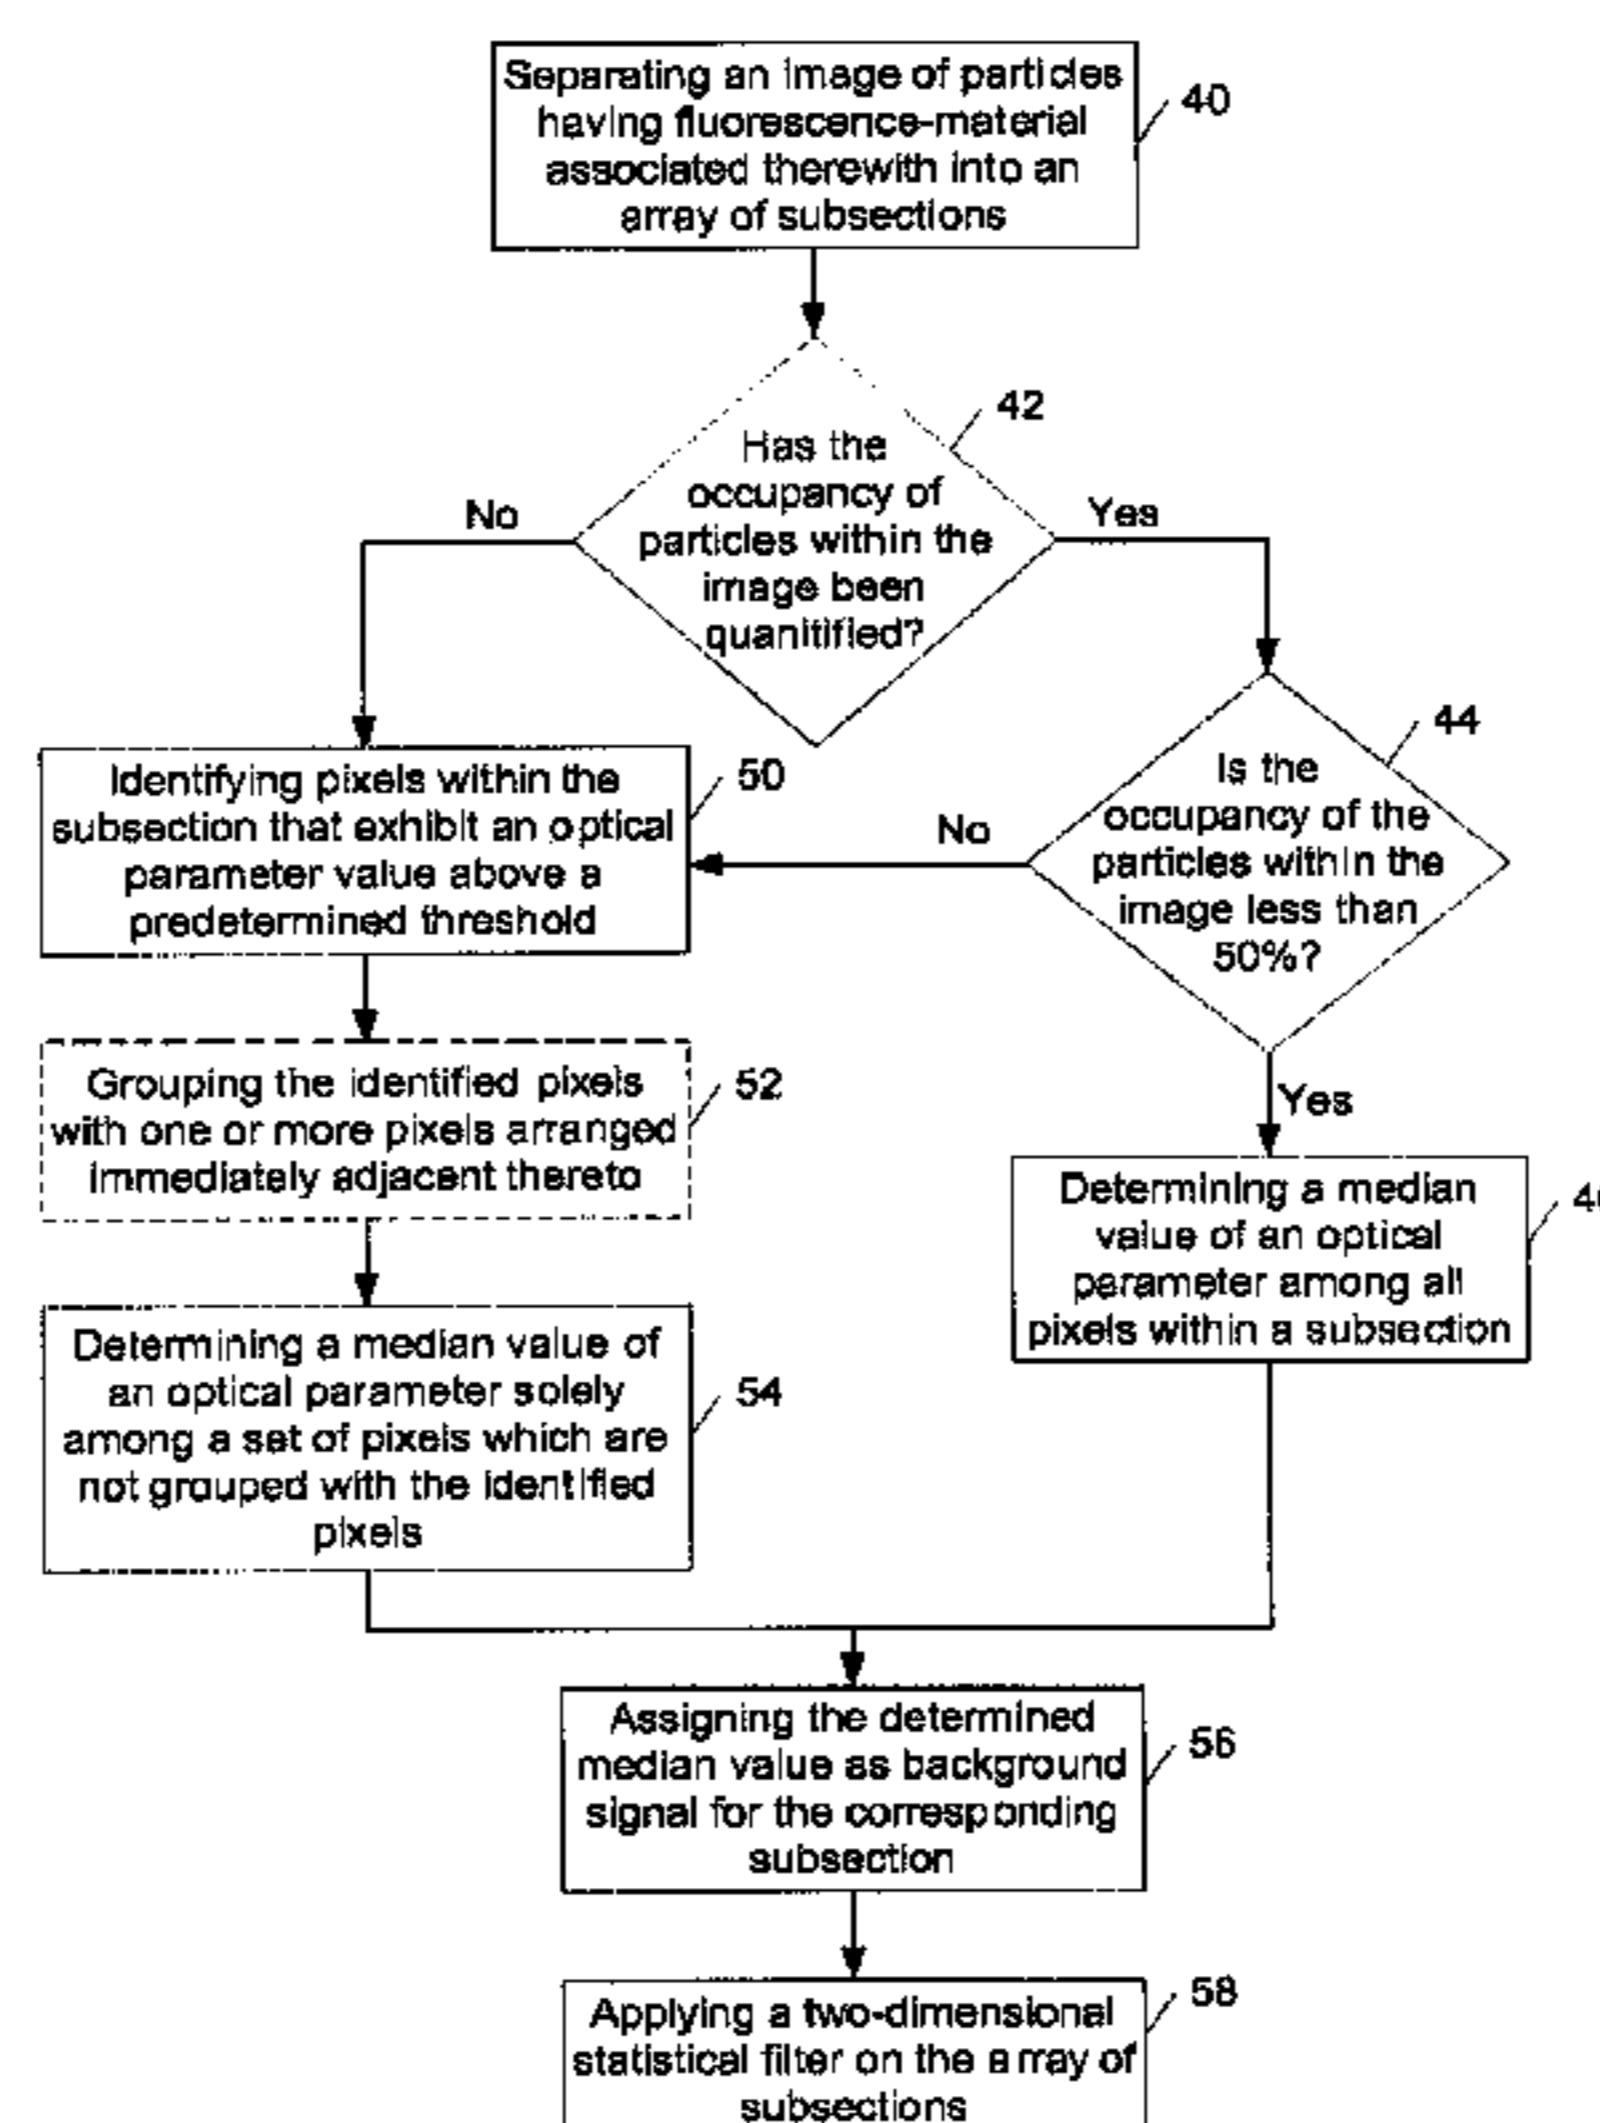 Separating an image of particles
having fluorescence-material
associated therewith into an
array of subsections
40
42
Has the
occupancy of
particles within the
image been
quanitified?
No
Yes
44
Is the
occupancy of the
particles within the
image less than
50%?
No
Yes
50
Identifying pixels within the
subsection that exhibit an optical
parameter value above a
predetermined threshold
52
Grouping the identified pixels
with one or more pixels arranged
immediately adjacent thereto
Determining a median
value of an optical
parameter among all
pixels within a subsection
54
Determining a median value of
an optical parameter solely
among a set of pixels which are
not grouped with the identified
pixels
56
Assigning the determined
median value as background
signal for the corresponding
subsection
58
Applying a two-dimensional
statistical filter on the array of
subsections